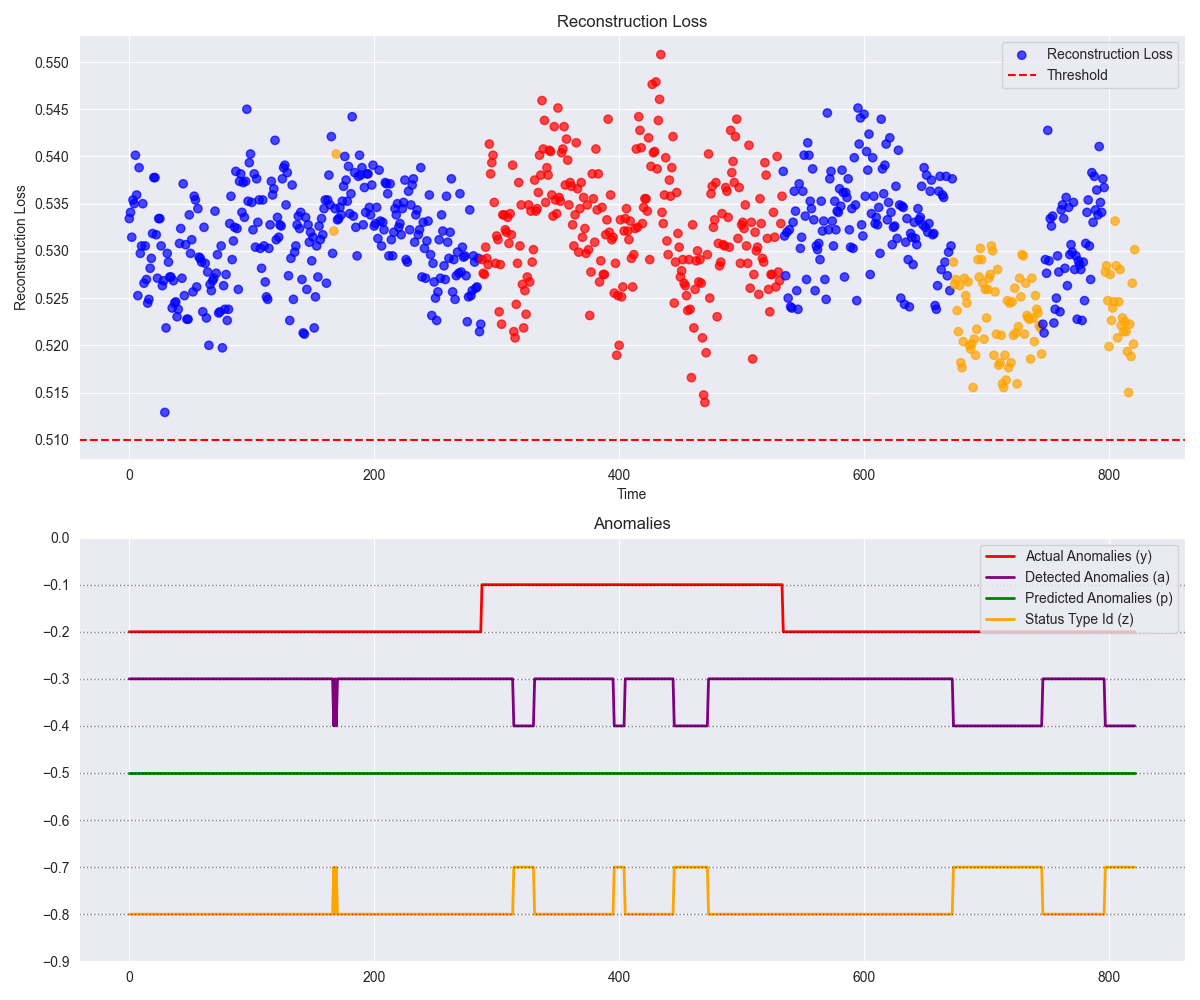 Reconstruction Loss
0.550
0.545
0.540
0.535
0.530
0.525
0.520
0.515
0.510
Reconstruction Loss
Reconstruction Loss
Threshold
0 200 400 600 800
Time
Anomalies
0.0
−0.1
−0.2
−0.3
−0.4
−0.5
−0.6
−0.7
−0.8
−0.9
Actual Anomalies (y)
Detected Anomalies (a)
Predicted Anomalies (p)
Status Type Id (z)
0 200 400 600 800